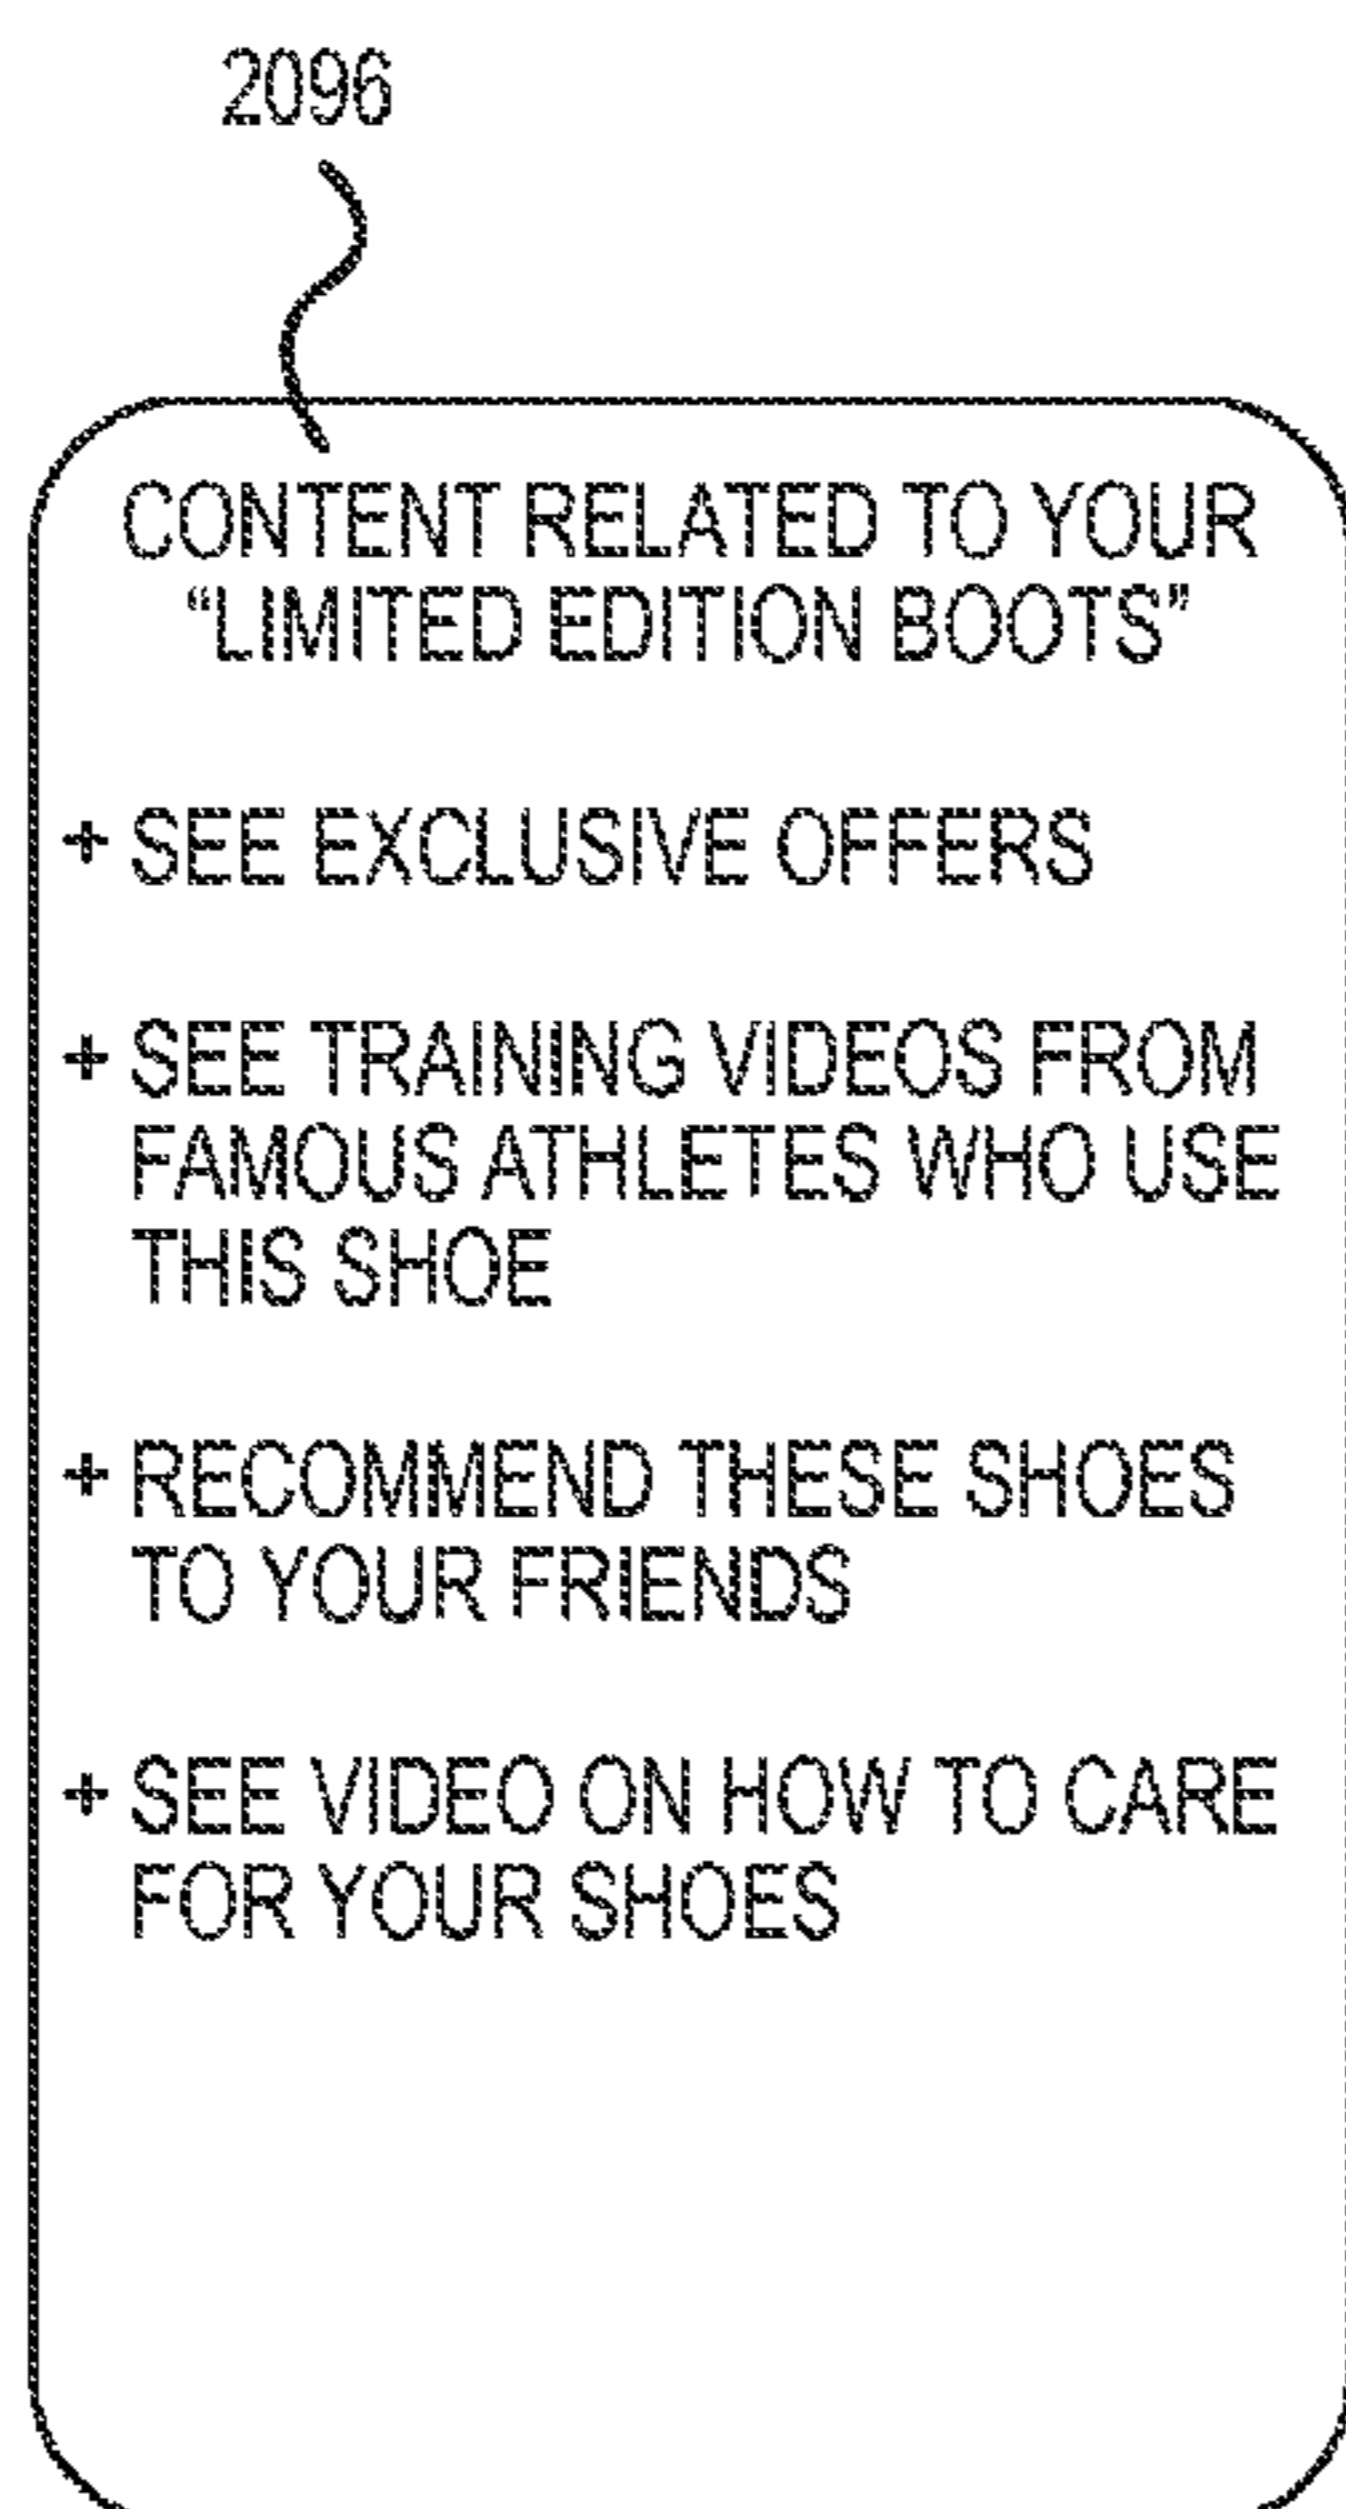 2096
CONTENT RELATED TO YOUR
“LIMITED EDITION BOOTS”
+ SEE EXCLUSIVE OFFERS
+ SEE TRAINING VIDEOS FROM
FAMOUS ATHLETES WHO USE
THIS SHOE
+ RECOMMEND THESE SHOES
TO YOUR FRIENDS
+ SEE VIDEO ON HOW TO CARE
FOR YOUR SHOES